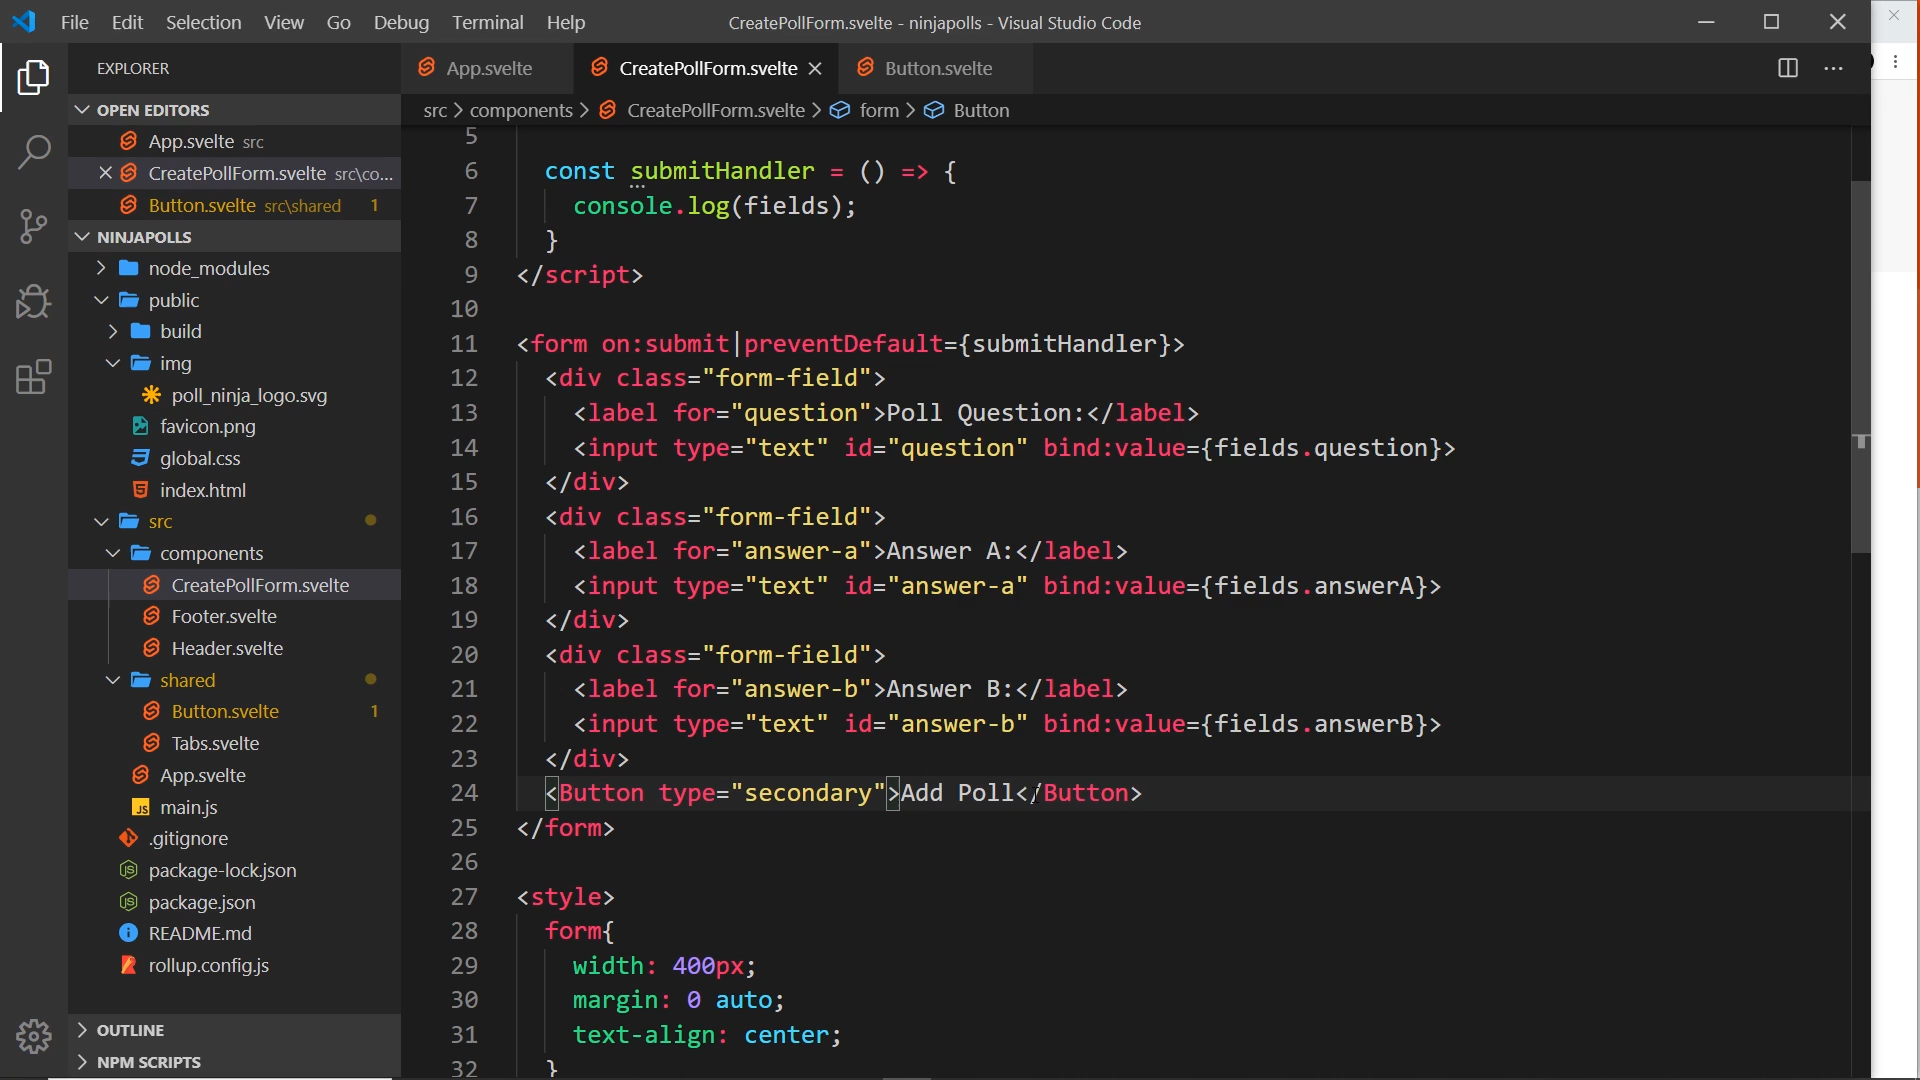 File Edit Selection View Go Debug Terminal Help
CreatePollForm.svelte - ninjapolls - Visual Studio Code
EXPLORER
OPEN EDITORS
App.svelte src
CreatePollForm.svelte src\co...
Button.svelte src\shared 1
NINJAPOLLS
node_modules
public
build
img
poll_ninja_logo.svg
favicon.png
global.css
index.html
src
components
CreatePollForm.svelte
Footer.svelte
Header.svelte
shared
Button.svelte 1
Tabs.svelte
App.svelte
JS main.js
.gitignore
package-lock.json
package.json
README.md
rollup.config.js
OUTLINE
NPM SCRIPTS
App.svelte CreatePollForm.svelte Button.svelte
src > components > CreatePollForm.svelte > form > Button
5
6 const submitHandler = () => {
7 console.log(fields);
8 }
9 </script>
10
11 <form on:submit|preventDefault={submitHandler}>
12 <div class="form-field">
13 <label for="question">Poll Question:</label>
14 <input type="text" id="question" bind:value={fields.question}>
15 </div>
16 <div class="form-field">
17 <label for="answer-a">Answer A:</label>
18 <input type="text" id="answer-a" bind:value={fields.answerA}>
19 </div>
20 <div class="form-field">
21 <label for="answer-b">Answer B:</label>
22 <input type="text" id="answer-b" bind:value={fields.answerB}>
23 </div>
24 <Button type="secondary">Add Poll</Button>
25 </form>
26
27 <style>
28 form{
29 width: 400px;
30 margin: 0 auto;
31 text-align: center;
32 }